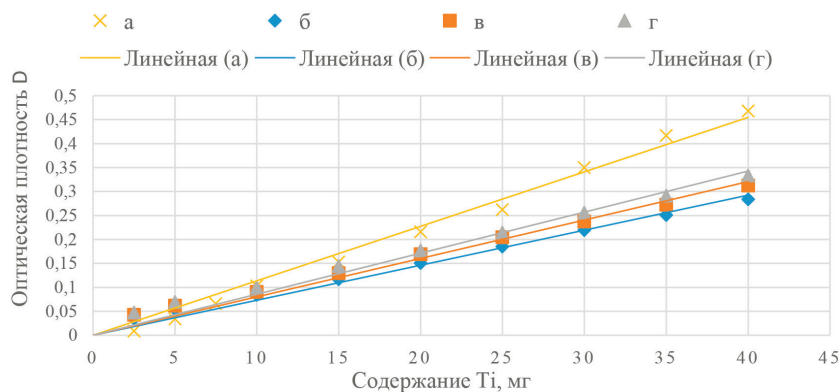 а б в г
Линейная (а) Линейная (б) Линейная (в) Линейная (г)
Оптическая плотность D
0,5
0,45
0,4
0,35
0,3
0,25
0,2
0,15
0,1
0,05
0
0 5 10 15 20 25 30 35 40 45
Содержание Ti, мг